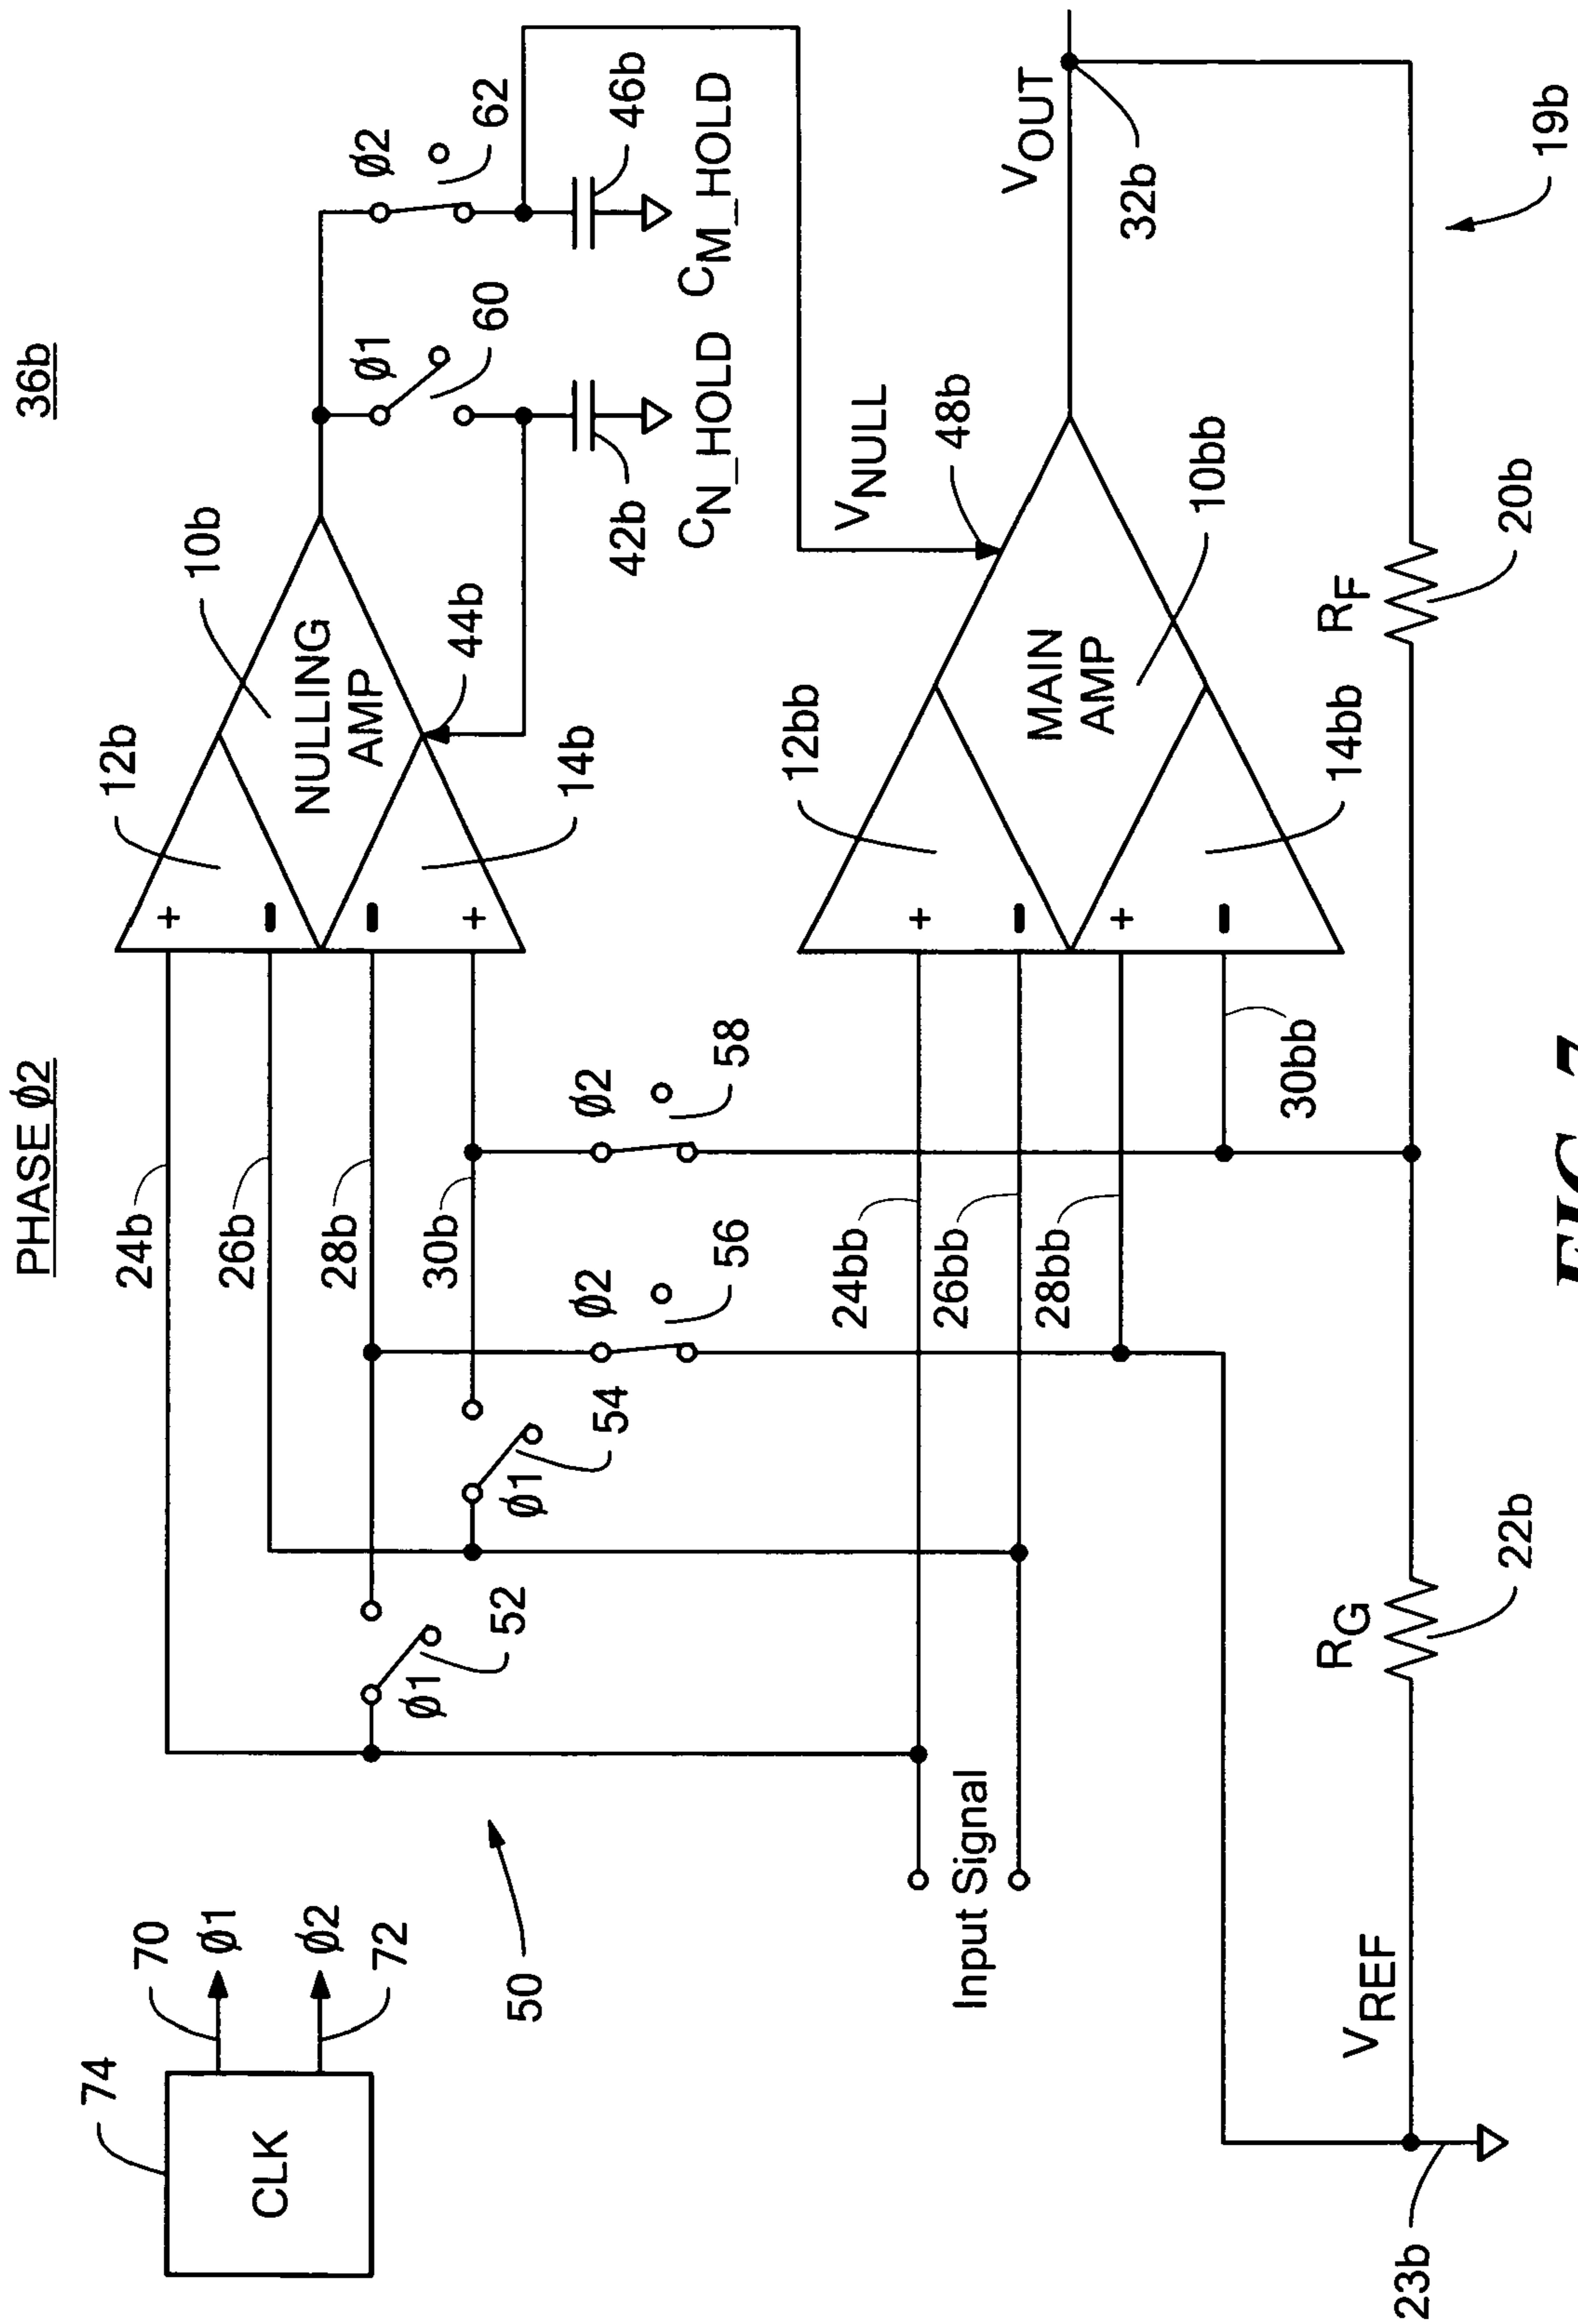 36b
PHASE Ø2
74
CLK
70
Ø1
Ø2
72
50
24b
26b
28b
30b
12b
10b
+
-
-
+
NULLING
AMP
14b
44b
Ø1
60
Ø2
62
42b
46b
CN_HOLD
CM_HOLD
Ø1
52
Ø1
54
Ø2
56
Ø2
58
Input Signal
24bb
26bb
28bb
30bb
12bb
+
-
+
-
MAIN
AMP
14bb
10bb
VNULL
48b
VOUT
32b
VREF
23b
RG
22b
RF
20b
19b